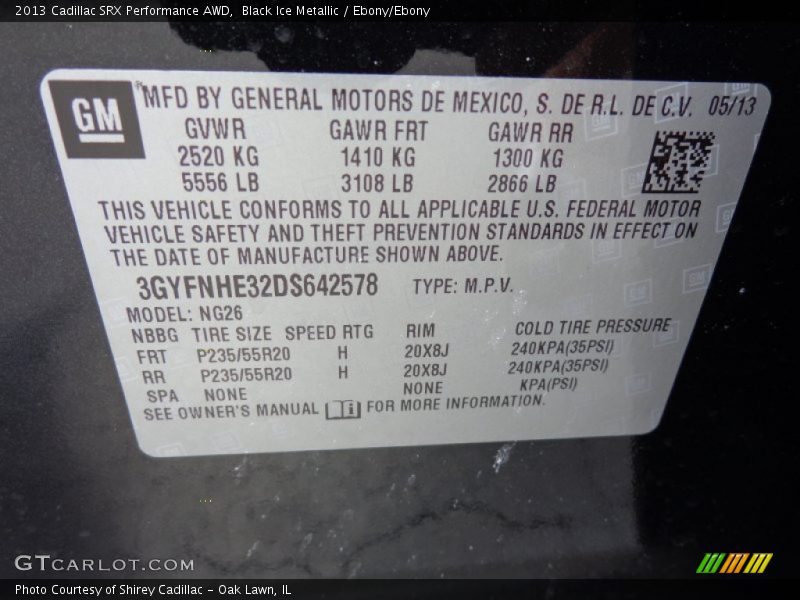 2013 Cadillac SRX Performance AWD,  Black Ice Metallic / Ebony/Ebony
GM ® MFD BY GENERAL MOTORS DE MEXICO, S. DE R.L. DE C.V. 05/13
GVWR GAWR FRT GAWR RR
2520 KG 1410 KG 1300 KG
5556 LB 3108 LB 2866 LB
THIS VEHICLE CONFORMS TO ALL APPLICABLE U.S. FEDERAL MOTOR
VEHICLE SAFETY AND THEFT PREVENTION STANDARDS IN EFFECT ON
THE DATE OF MANUFACTURE SHOWN ABOVE.
3GYFNHE32DS642578 TYPE: M.P.V.
MODEL: NG26
NBBG TIRE SIZE SPEED RTG RIM COLD TIRE PRESSURE
FRT P235/55R20 H 20X8J 240KPA(35PSI)
RR P235/55R20 H 20X8J 240KPA(35PSI)
SPA NONE NONE KPA(PSI)
SEE OWNER'S MANUAL FOR MORE INFORMATION.
GTCARLOT.COM
Photo Courtesy of Shirey Cadillac - Oak Lawn, IL